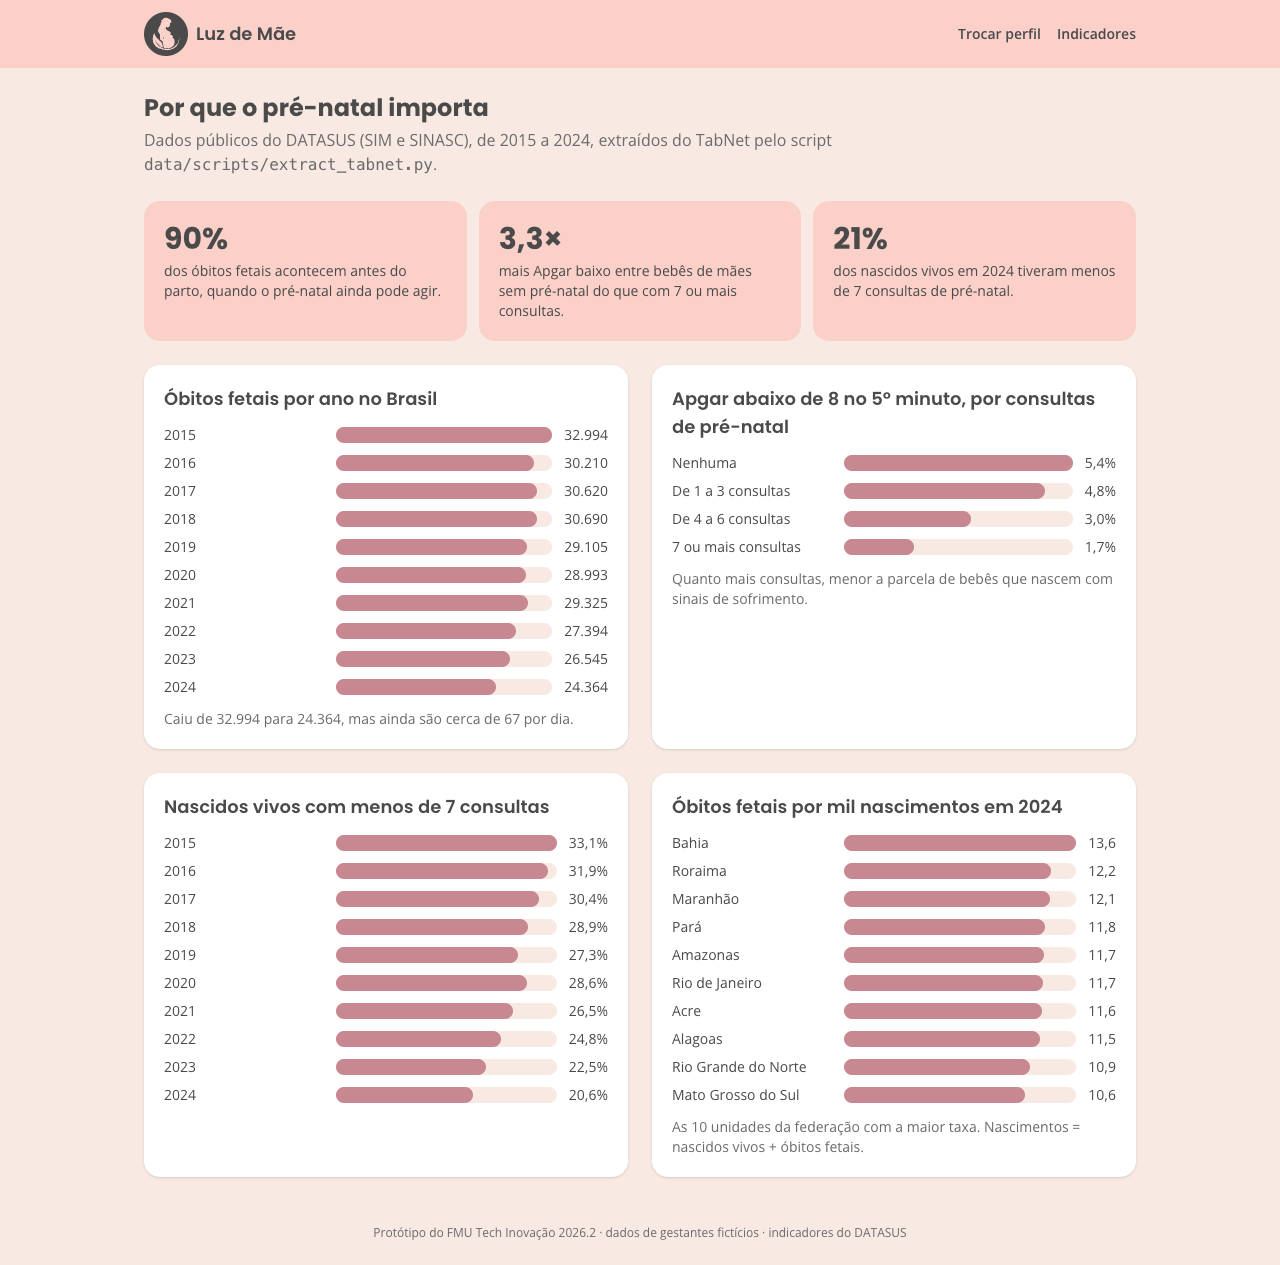 Luz de Mãe
Trocar perfil Indicadores
Por que o pré-natal importa
Dados públicos do DATASUS (SIM e SINASC), de 2015 a 2024, extraídos do TabNet pelo script
data/scripts/extract_tabnet.py.
90%
dos óbitos fetais acontecem antes do
parto, quando o pré-natal ainda pode agir.
3,3×
mais Apgar baixo entre bebês de mães
sem pré-natal do que com 7 ou mais
consultas.
21%
dos nascidos vivos em 2024 tiveram menos
de 7 consultas de pré-natal.
Óbitos fetais por ano no Brasil
2015 32.994
2016 30.210
2017 30.620
2018 30.690
2019 29.105
2020 28.993
2021 29.325
2022 27.394
2023 26.545
2024 24.364
Caiu de 32.994 para 24.364, mas ainda são cerca de 67 por dia.
Apgar abaixo de 8 no 5º minuto, por consultas
de pré-natal
Nenhuma 5,4%
De 1 a 3 consultas 4,8%
De 4 a 6 consultas 3,0%
7 ou mais consultas 1,7%
Quanto mais consultas, menor a parcela de bebês que nascem com
sinais de sofrimento.
Nascidos vivos com menos de 7 consultas
2015 33,1%
2016 31,9%
2017 30,4%
2018 28,9%
2019 27,3%
2020 28,6%
2021 26,5%
2022 24,8%
2023 22,5%
2024 20,6%
Óbitos fetais por mil nascimentos em 2024
Bahia 13,6
Roraima 12,2
Maranhão 12,1
Pará 11,8
Amazonas 11,7
Rio de Janeiro 11,7
Acre 11,6
Alagoas 11,5
Rio Grande do Norte 10,9
Mato Grosso do Sul 10,6
As 10 unidades da federação com a maior taxa. Nascimentos =
nascidos vivos + óbitos fetais.
Protótipo do FMU Tech Inovação 2026.2 · dados de gestantes fictícios · indicadores do DATASUS